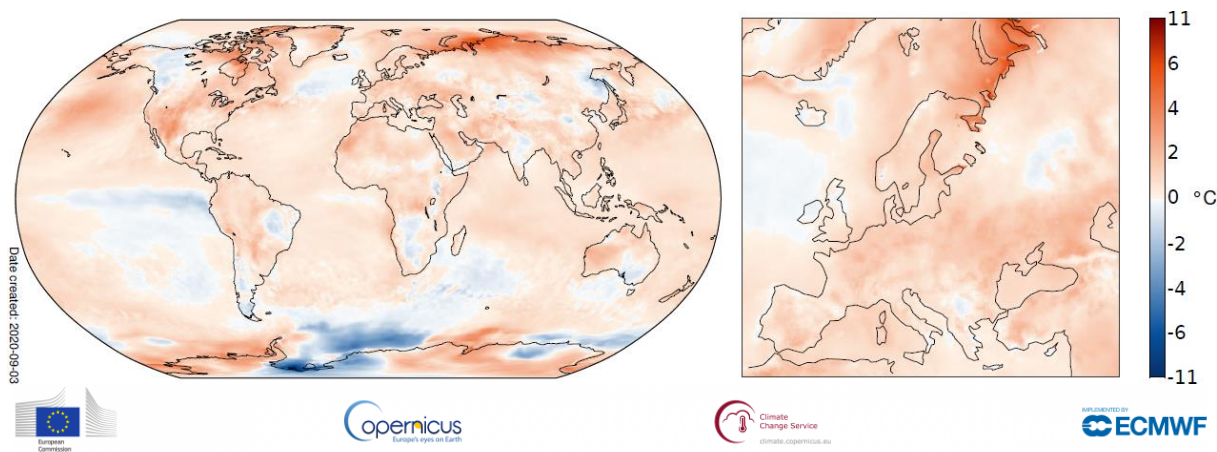 11
6
4
2
0 °C
-2
-4
-6
-11
Date created: 2020-09-03
European
Commission
opernicus
Europe's eyes on Earth
Climate
Change Service
climate.copernicus.eu
IMPLEMENTED BY
ECMWF